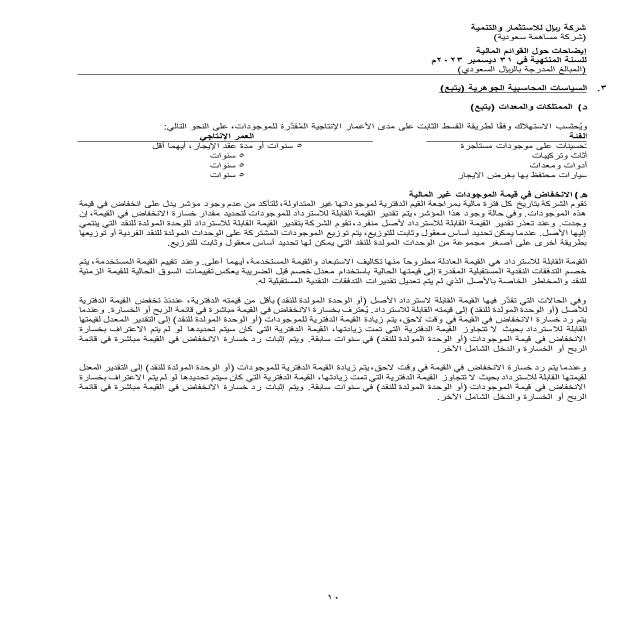 شركة ريال للاستثمار والتنمية
(شركة مساهمة سعودية)
إيضاحات حول القوائم المالية
للسنة المنتهية في ٣١ ديسمبر ٢٠٢٣م
(المبالغ المدرجة بالريال السعودي)
٣. السياسات المحاسبية الجوهرية (يتبع)
د) الممتلكات والمعدات (يتبع)
ويُحتسب الاستهلاك وفقًا لطريقة القسط الثابت على مدى الأعمار الإنتاجية المُقدَّرة للموجودات، على النحو التالي:
الفئة العمر الإنتاجي
تحسينات على موجودات مستأجرة ٥ سنوات أو مدة عقد الإيجار، أيهما أقل
أثاث وتركيبات ٥ سنوات
أدوات ومعدات ٥ سنوات
سيارات محتفظ بها بغرض الايجار ٥ سنوات
هـ) الانخفاض في قيمة الموجودات غير المالية
تقوم الشركة بتاريخ كل فترة مالية بمراجعة القيم الدفترية لموجوداتها غير المتداولة، للتأكد من عدم وجود مؤشر يدل على انخفاض في قيمة
هذه الموجودات. وفي حالة وجود هذا المؤشر، يتم تقدير القيمة القابلة للاسترداد للموجودات لتحديد مقدار خسارة الانخفاض في القيمة، إن
وجدت. وعند تعذر تقدير القيمة القابلة للاسترداد لأصل منفرد، تقوم الشركة بتقدير القيمة القابلة للاسترداد للوحدة المولدة للنقد التي ينتمي
إليها الأصل. عندما يمكن تحديد أساس معقول وثابت للتوزيع، يتم توزيع الموجودات المشتركة على الوحدات المولدة للنقد الفردية أو توزيعها
بطريقة أخرى على أصغر مجموعة من الوحدات المولدة للنقد التي يمكن لها تحديد أساس معقول وثابت للتوزيع.
القيمة القابلة للاسترداد هي القيمة العادلة مطروحاً منها تكاليف الاستبعاد والقيمة المستخدمة، أيهما أعلى. وعند تقييم القيمة المستخدمة، يتم
خصم التدفقات النقدية المستقبلية المقدرة إلى قيمتها الحالية باستخدام معدل خصم قبل الضريبة يعكس تقييمات السوق الحالية للقيمة الزمنية
للنقد والمخاطر الخاصة بالأصل الذي لم يتم تعديل تقديرات التدفقات النقدية المستقبلية له.
وفي الحالات التي تقدّر فيها القيمة القابلة لاسترداد الأصل (أو الوحدة المولدة للنقد) بأقل من قيمته الدفترية، عندئذ تخفض القيمة الدفترية
للأصل (أو الوحدة المولدة للنقد) إلى قيمته القابلة للاسترداد. يُعترف بخسارة الانخفاض في القيمة مباشرة في قائمة الربح أو الخسارة. وعندما
يتم رد خسارة الانخفاض في القيمة في وقت لاحق، يتم زيادة القيمة الدفترية للموجودات (أو الوحدة المولدة للنقد) إلى التقدير المعدل لقيمتها
القابلة للاسترداد بحيث لا تتجاوز القيمة الدفترية التي تمت زيادتها، القيمة الدفترية التي كان سيتم تحديدها لو لم يتم الاعتراف بخسارة
الانخفاض في قيمة الموجودات (أو الوحدة المولدة للنقد) في سنوات سابقة. ويتم إثبات رد خسارة الانخفاض في القيمة مباشرة في قائمة
الربح أو الخسارة والدخل الشامل الآخر.
وعندما يتم رد خسارة الانخفاض في القيمة في وقت لاحق، يتم زيادة القيمة الدفترية للموجودات (أو الوحدة المولدة للنقد) إلى التقدير المعدل
لقيمتها القابلة للاسترداد بحيث لا تتجاوز القيمة الدفترية التي تمت زيادتها، القيمة الدفترية التي كان سيتم تحديدها لو لم يتم الاعتراف بخسارة
الانخفاض في قيمة الموجودات (أو الوحدة المولدة للنقد) في سنوات سابقة. ويتم إثبات رد خسارة الانخفاض في القيمة مباشرة في قائمة
الربح أو الخسارة والدخل الشامل الآخر.
١٠